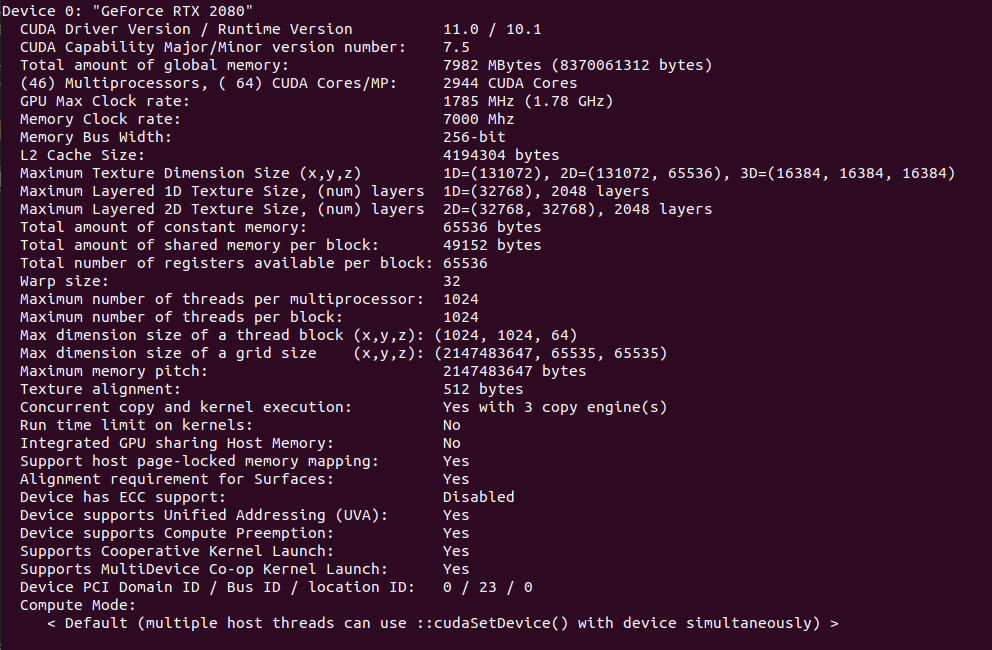 Device 0: "GeForce RTX 2080"
  CUDA Driver Version / Runtime Version          11.0 / 10.1
  CUDA Capability Major/Minor version number:    7.5
  Total amount of global memory:                 7982 MBytes (8370061312 bytes)
  (46) Multiprocessors, ( 64) CUDA Cores/MP:     2944 CUDA Cores
  GPU Max Clock rate:                            1785 MHz (1.78 GHz)
  Memory Clock rate:                             7000 Mhz
  Memory Bus Width:                              256-bit
  L2 Cache Size:                                 4194304 bytes
  Maximum Texture Dimension Size (x,y,z)         1D=(131072), 2D=(131072, 65536), 3D=(16384, 16384, 16384)
  Maximum Layered 1D Texture Size, (num) layers  1D=(32768), 2048 layers
  Maximum Layered 2D Texture Size, (num) layers  2D=(32768, 32768), 2048 layers
  Total amount of constant memory:               65536 bytes
  Total amount of shared memory per block:       49152 bytes
  Total number of registers available per block: 65536
  Warp size:                                     32
  Maximum number of threads per multiprocessor:  1024
  Maximum number of threads per block:           1024
  Max dimension size of a thread block (x,y,z): (1024, 1024, 64)
  Max dimension size of a grid size    (x,y,z): (2147483647, 65535, 65535)
  Maximum memory pitch:                          2147483647 bytes
  Texture alignment:                             512 bytes
  Concurrent copy and kernel execution:          Yes with 3 copy engine(s)
  Run time limit on kernels:                     No
  Integrated GPU sharing Host Memory:            No
  Support host page-locked memory mapping:       Yes
  Alignment requirement for Surfaces:            Yes
  Device has ECC support:                        Disabled
  Device supports Unified Addressing (UVA):      Yes
  Device supports Compute Preemption:            Yes
  Supports Cooperative Kernel Launch:            Yes
  Supports MultiDevice Co-op Kernel Launch:      Yes
  Device PCI Domain ID / Bus ID / location ID:   0 / 23 / 0
  Compute Mode:
     < Default (multiple host threads can use ::cudaSetDevice() with device simultaneously) >